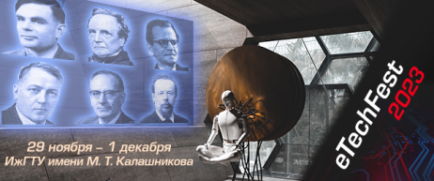 29 ноября – 1 декабря
ИжГТУ имени М. Т. Калашникова
eTechFest
2023